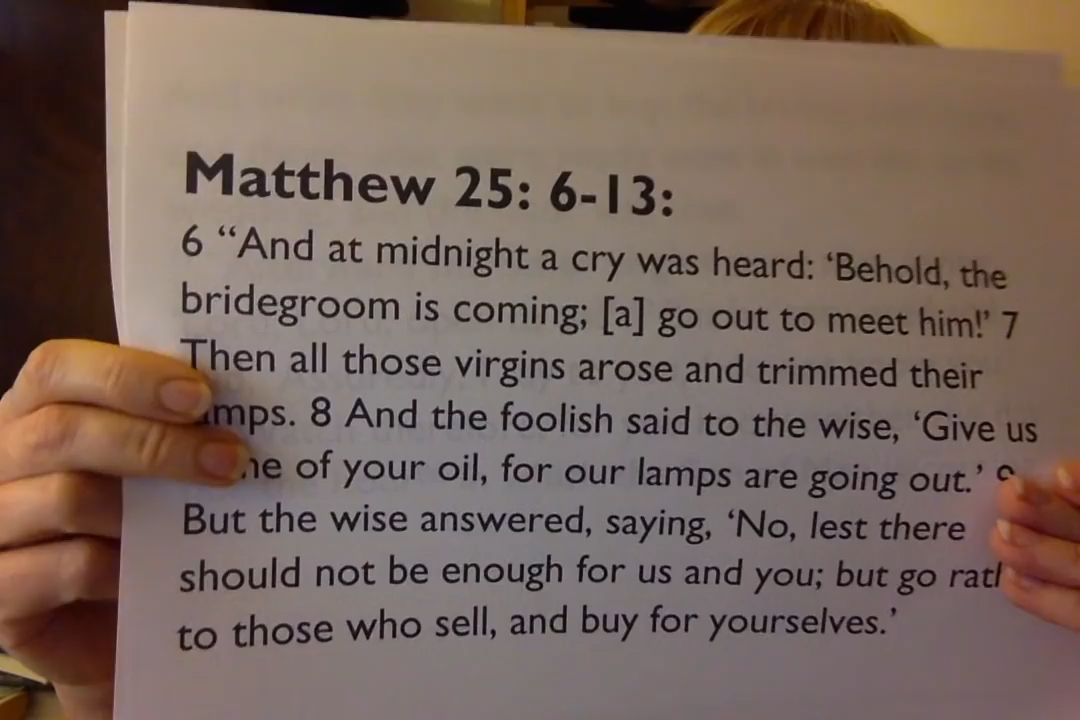 Matthew 25: 6-13:
6 “And at midnight a cry was heard: ‘Behold, the
bridegroom is coming; [a] go out to meet him!’ 7
Then all those virgins arose and trimmed their
8 And the foolish said to the wise, ‘Give us
of your oil, for our lamps are going out.’
But the wise answered, saying, ‘No, lest there
should not be enough for us and you; but go
to those who sell, and buy for yourselves.’